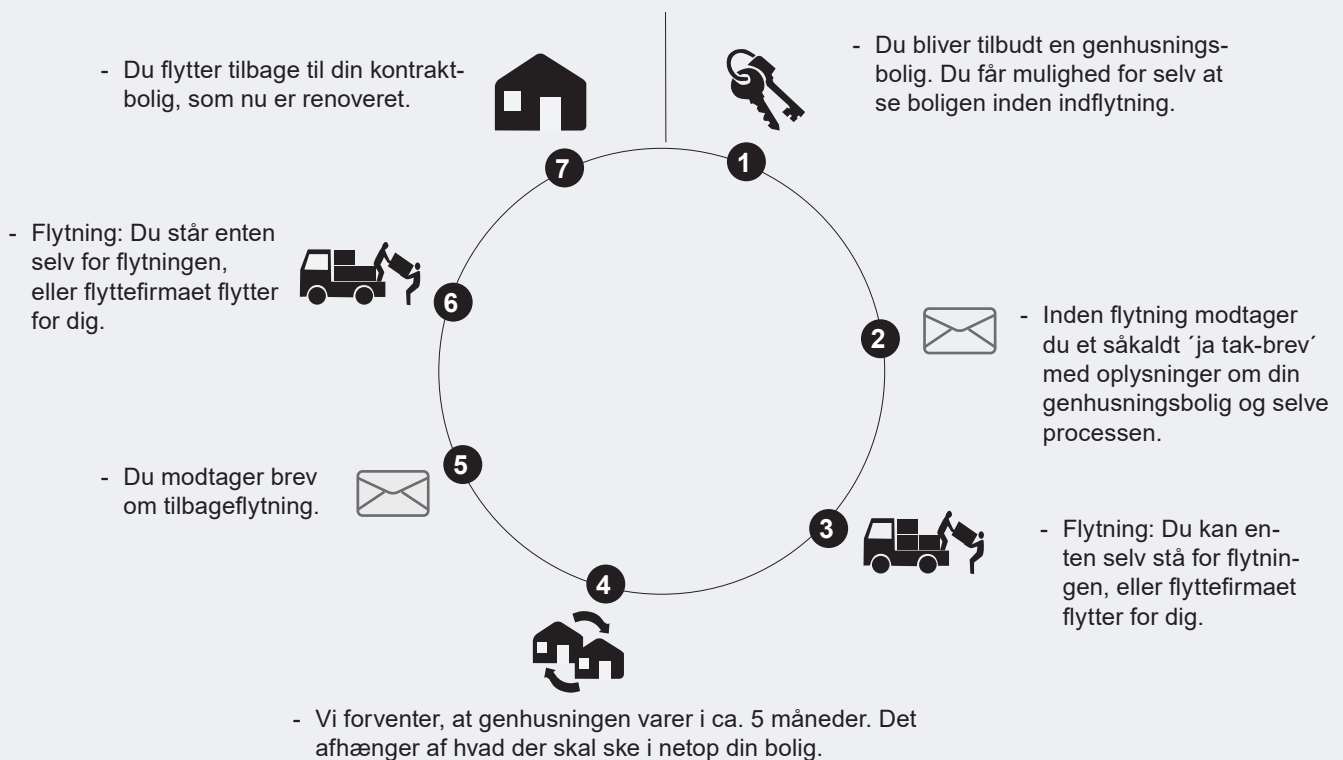 - Du bliver tilbudt en genhusnings-
bolig. Du får mulighed for selv at
se boligen inden indflytning.
1
2
- Inden flytning modtager
du et såkaldt ´ja tak-brev´
med oplysninger om din
genhusningsbolig og selve
processen.
3
- Flytning: Du kan en-
ten selv stå for flytnin-
gen, eller flyttefirmaet
flytter for dig.
4
- Vi forventer, at genhusningen varer i ca. 5 måneder. Det
afhænger af hvad der skal ske i netop din bolig.
5
- Du modtager brev
om tilbageflytning.
6
- Flytning: Du står enten
selv for flytningen,
eller flyttefirmaet flytter
for dig.
7
- Du flytter tilbage til din kontrakt-
bolig, som nu er renoveret.